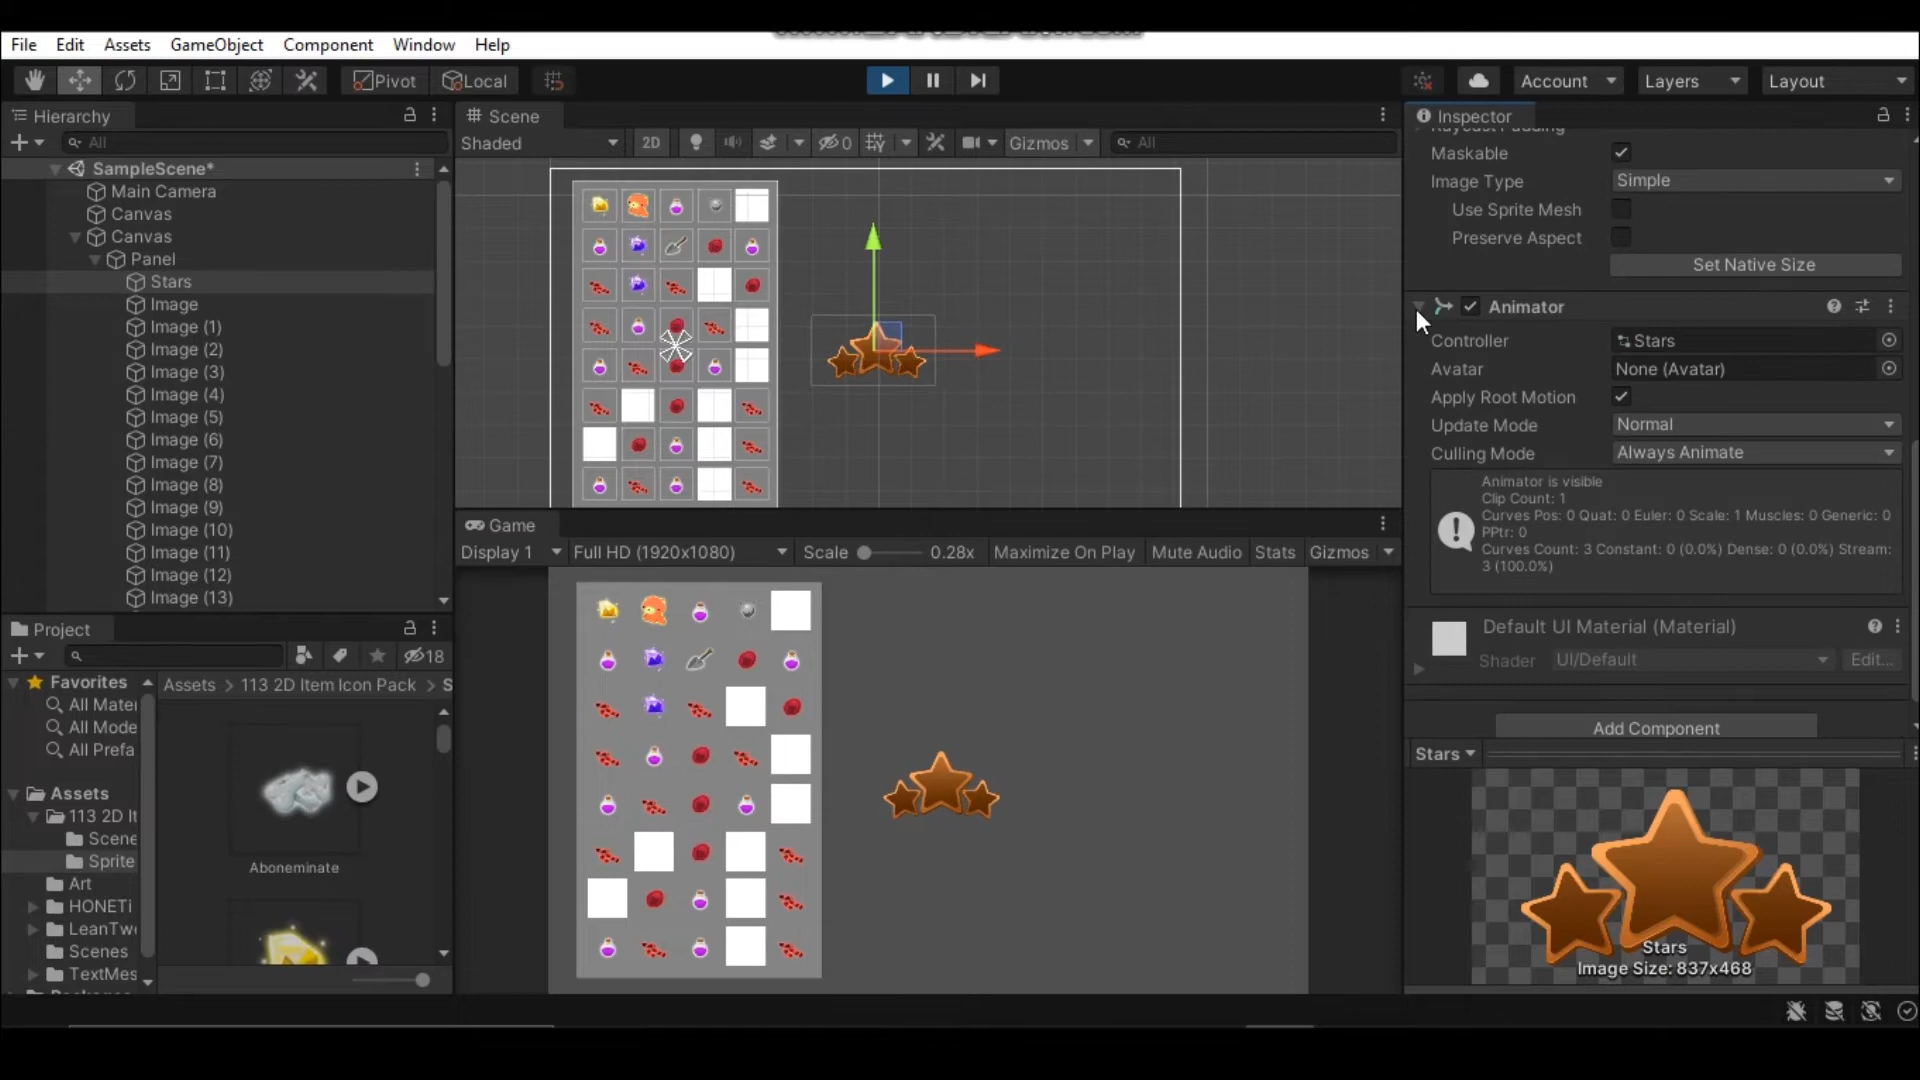 File Edit Assets GameObject Component Window Help
Pivot Local Account Layers Layout
Hierarchy
All
SampleScene*
Main Camera
Canvas
Canvas
Panel
Stars
Image
Image (1)
Image (2)
Image (3)
Image (4)
Image (5)
Image (6)
Image (7)
Image (8)
Image (9)
Image (10)
Image (11)
Image (12)
Image (13)
Scene
Shaded 2D 0 Gizmos All
Game
Display 1 Full HD (1920x1080) Scale 0.28x Maximize On Play Mute Audio Stats Gizmos
Project
18
Favorites
All Mate
All Mode
All Prefa
Assets
113 2D It
Scene
Sprite
Art
HONETi
LeanTwe
Scenes
TextMes
Assets > 113 2D Item Icon Pack > S
Aboneminate
Inspector
Raycast Padding
Maskable
Image Type Simple
Use Sprite Mesh
Preserve Aspect
Set Native Size
Animator
Controller Stars
Avatar None (Avatar)
Apply Root Motion
Update Mode Normal
Culling Mode Always Animate
Animator is visible
Clip Count: 1
Curves Pos: 0 Quat: 0 Euler: 0 Scale: 1 Muscles: 0 Generic: 0
PPtr: 0
Curves Count: 3 Constant: 0 (0.0%) Dense: 0 (0.0%) Stream:
3 (100.0%)
Default UI Material (Material)
Shader UI/Default Edit...
Add Component
Stars
Stars
Image Size: 837x468